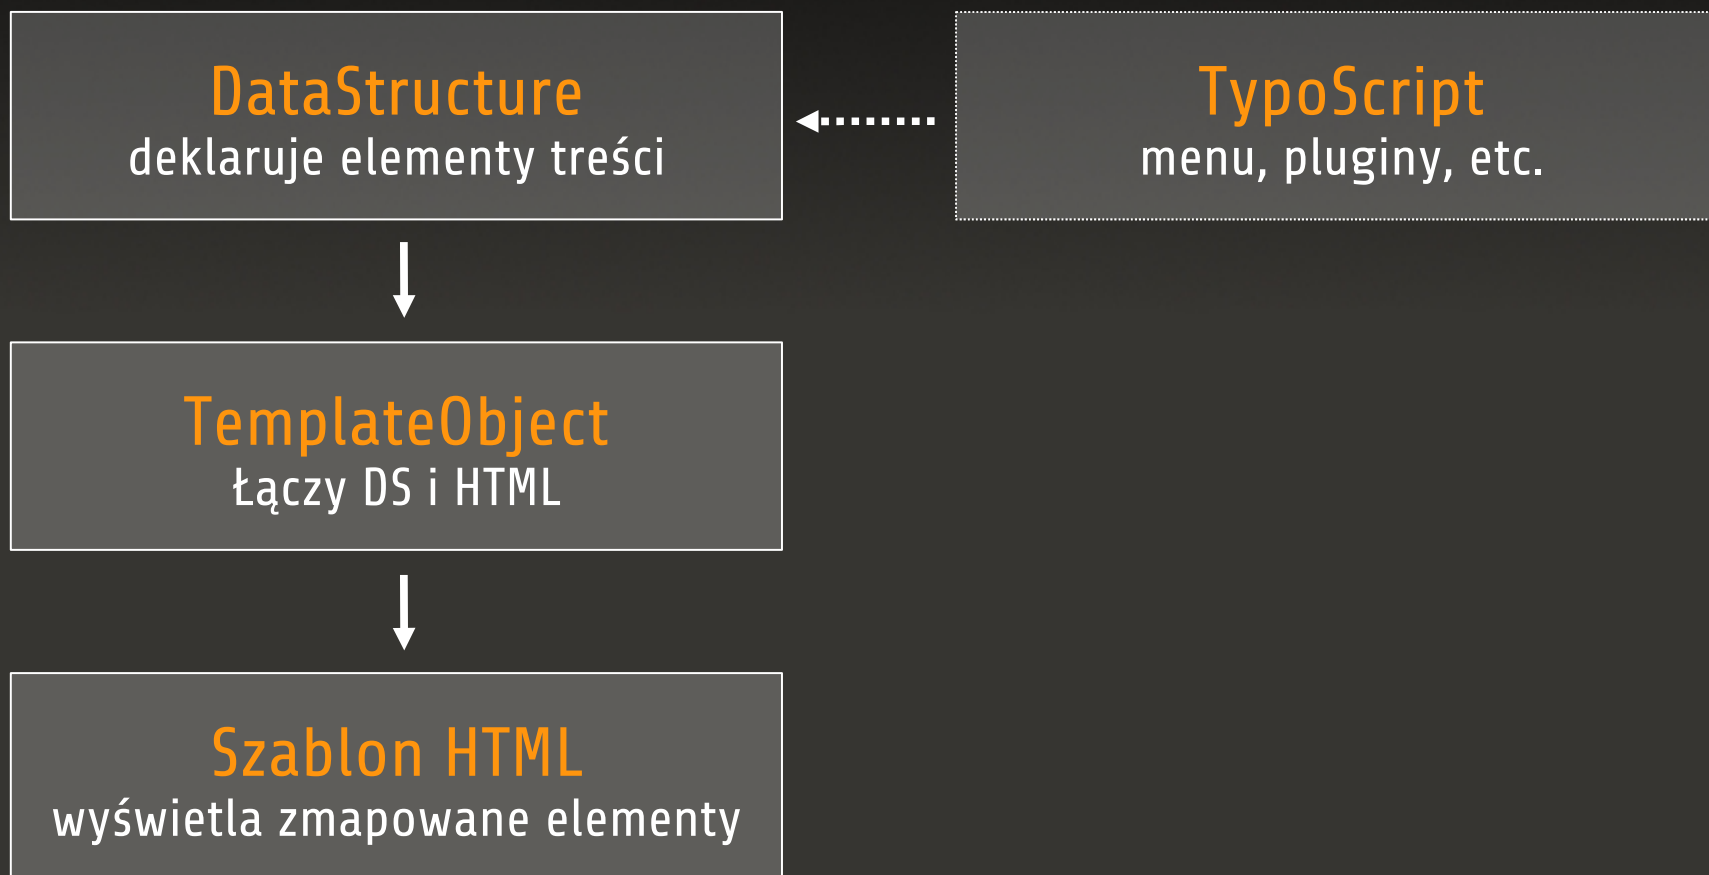 DataStructure
deklaruje elementy treści
TypoScript
menu, pluginy, etc.
TemplateObject
Łączy DS i HTML
Szablon HTML
wyświetla zmapowane elementy